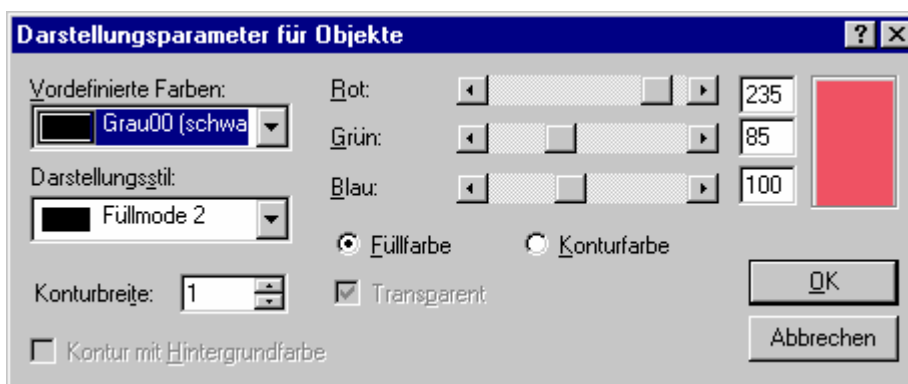 Darstellungsparameter für Objekte
Vordefinierte Farben:
Grau00 (schwa
Darstellungsstil:
Füllmode 2
Konturbreite: 1
Kontur mit Hintergrundfarbe
Rot: 235
Grün: 85
Blau: 100
Füllfarbe Konturfarbe
Transparent
OK
Abbrechen